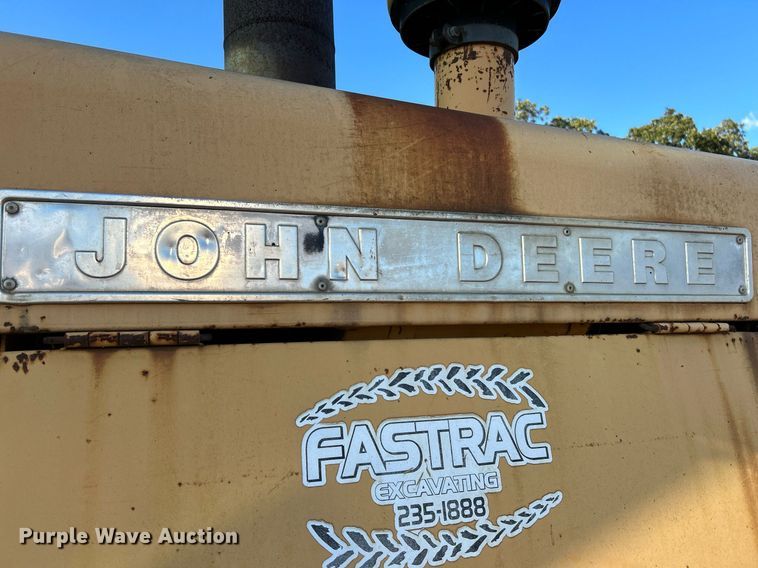 JOHN DEERE
FASTRAC
EXCAVATING
235-1888
Purple Wave Auction